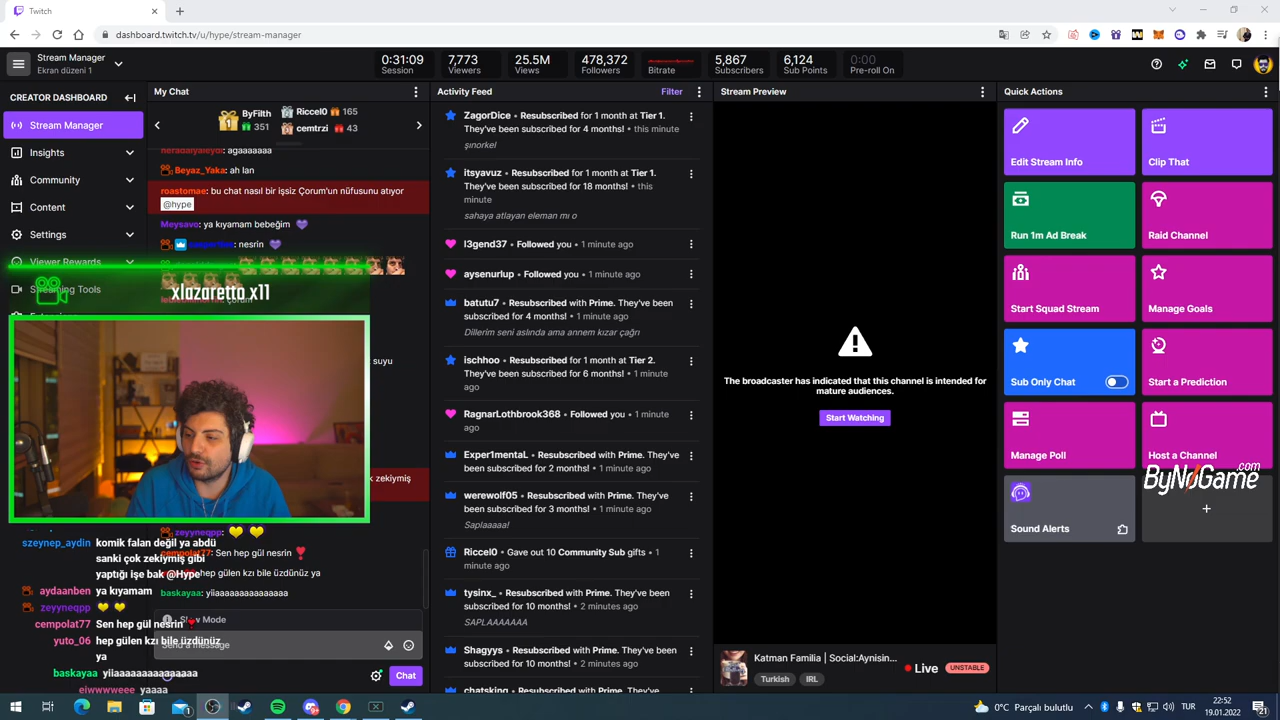 Twitch
dashboard.twitch.tv/u/hype/stream-manager
Stream Manager
Ekran düzeni 1
0:31:09
Session
7,773
Viewers
25.5M
Views
478,372
Followers
Bitrate
5,867
Subscribers
6,124
Sub Points
0:00
Pre-roll On
CREATOR DASHBOARD
Stream Manager
Insights
Community
Content
Settings
Viewer Rewards
Streaming Tools
My Chat
1
ByFilth
351
Riccel0 165
cemtrzi 43
agaaaaaaa
Beyaz_Yaka: ah lan
roastomae: bu chat nasıl bir işsiz Çorum'un nüfusunu atıyor
@hype
Meysavo: ya kıyamam bebeğim
: nesrin
xlazaretto x11
suyu
k zekiymiş
zeyyneqpp:
cempolat77: Sen hep gül nesrin
hep gülen kızı bile üzdünüz ya
baskayaa: yiiaaaaaaaaaaaaaa
szeynep_aydin komik falan değil ya abdü
sanki çok zekiymiş gibi
yaptığı işe bak @Hype
aydaanben ya kıyamam
zeyyneqpp
cempolat77 Sen hep gül nesrin
yuto_06 hep gülen kzı bile üzdünüz
ya
baskayaa yiiaaaaaaaaaaaaaa
eiwwwweee yaaaa
Slow Mode
Send a message
Chat
Activity Feed
Filter
ZagorDice • Resubscribed for 1 month at Tier 1.
They've been subscribed for 4 months! • this minute
şınorkel
itsyavuz • Resubscribed for 1 month at Tier 1.
They've been subscribed for 18 months! • this
minute
sahaya atlayan eleman mı o
l3gend37 • Followed you • 1 minute ago
aysenurlup • Followed you • 1 minute ago
batutu7 • Resubscribed with Prime. They've been
subscribed for 4 months! • 1 minute ago
Dillerim seni aslında ama annem kızar çağrı
ischhoo • Resubscribed for 1 month at Tier 2.
They've been subscribed for 6 months! • 1 minute
ago
RagnarLothbrook368 • Followed you • 1 minute
ago
Exper1mentaL • Resubscribed with Prime. They've
been subscribed for 2 months! • 1 minute ago
werewolf05 • Resubscribed with Prime. They've
been subscribed for 3 months! • 1 minute ago
Saplaaaaa!
Riccel0 • Gave out 10 Community Sub gifts • 1
minute ago
tysinx_ • Resubscribed with Prime. They've been
subscribed for 10 months! • 2 minutes ago
SAPLAAAAAAA
Shagyys • Resubscribed with Prime. They've been
subscribed for 10 months! • 2 minutes ago
chatsking • Resubscribed with Prime. They've been
Stream Preview
The broadcaster has indicated that this channel is intended for
mature audiences.
Start Watching
Katman Familia | Social:Aynisin...
Live
UNSTABLE
Turkish
IRL
Quick Actions
Edit Stream Info
Clip That
Run 1m Ad Break
Raid Channel
Start Squad Stream
Manage Goals
Sub Only Chat
Start a Prediction
Manage Poll
Host a Channel
ByNoGame.com
Sound Alerts
0°C Parçalı bulutlu
TUR
22:52
19.01.2022
21